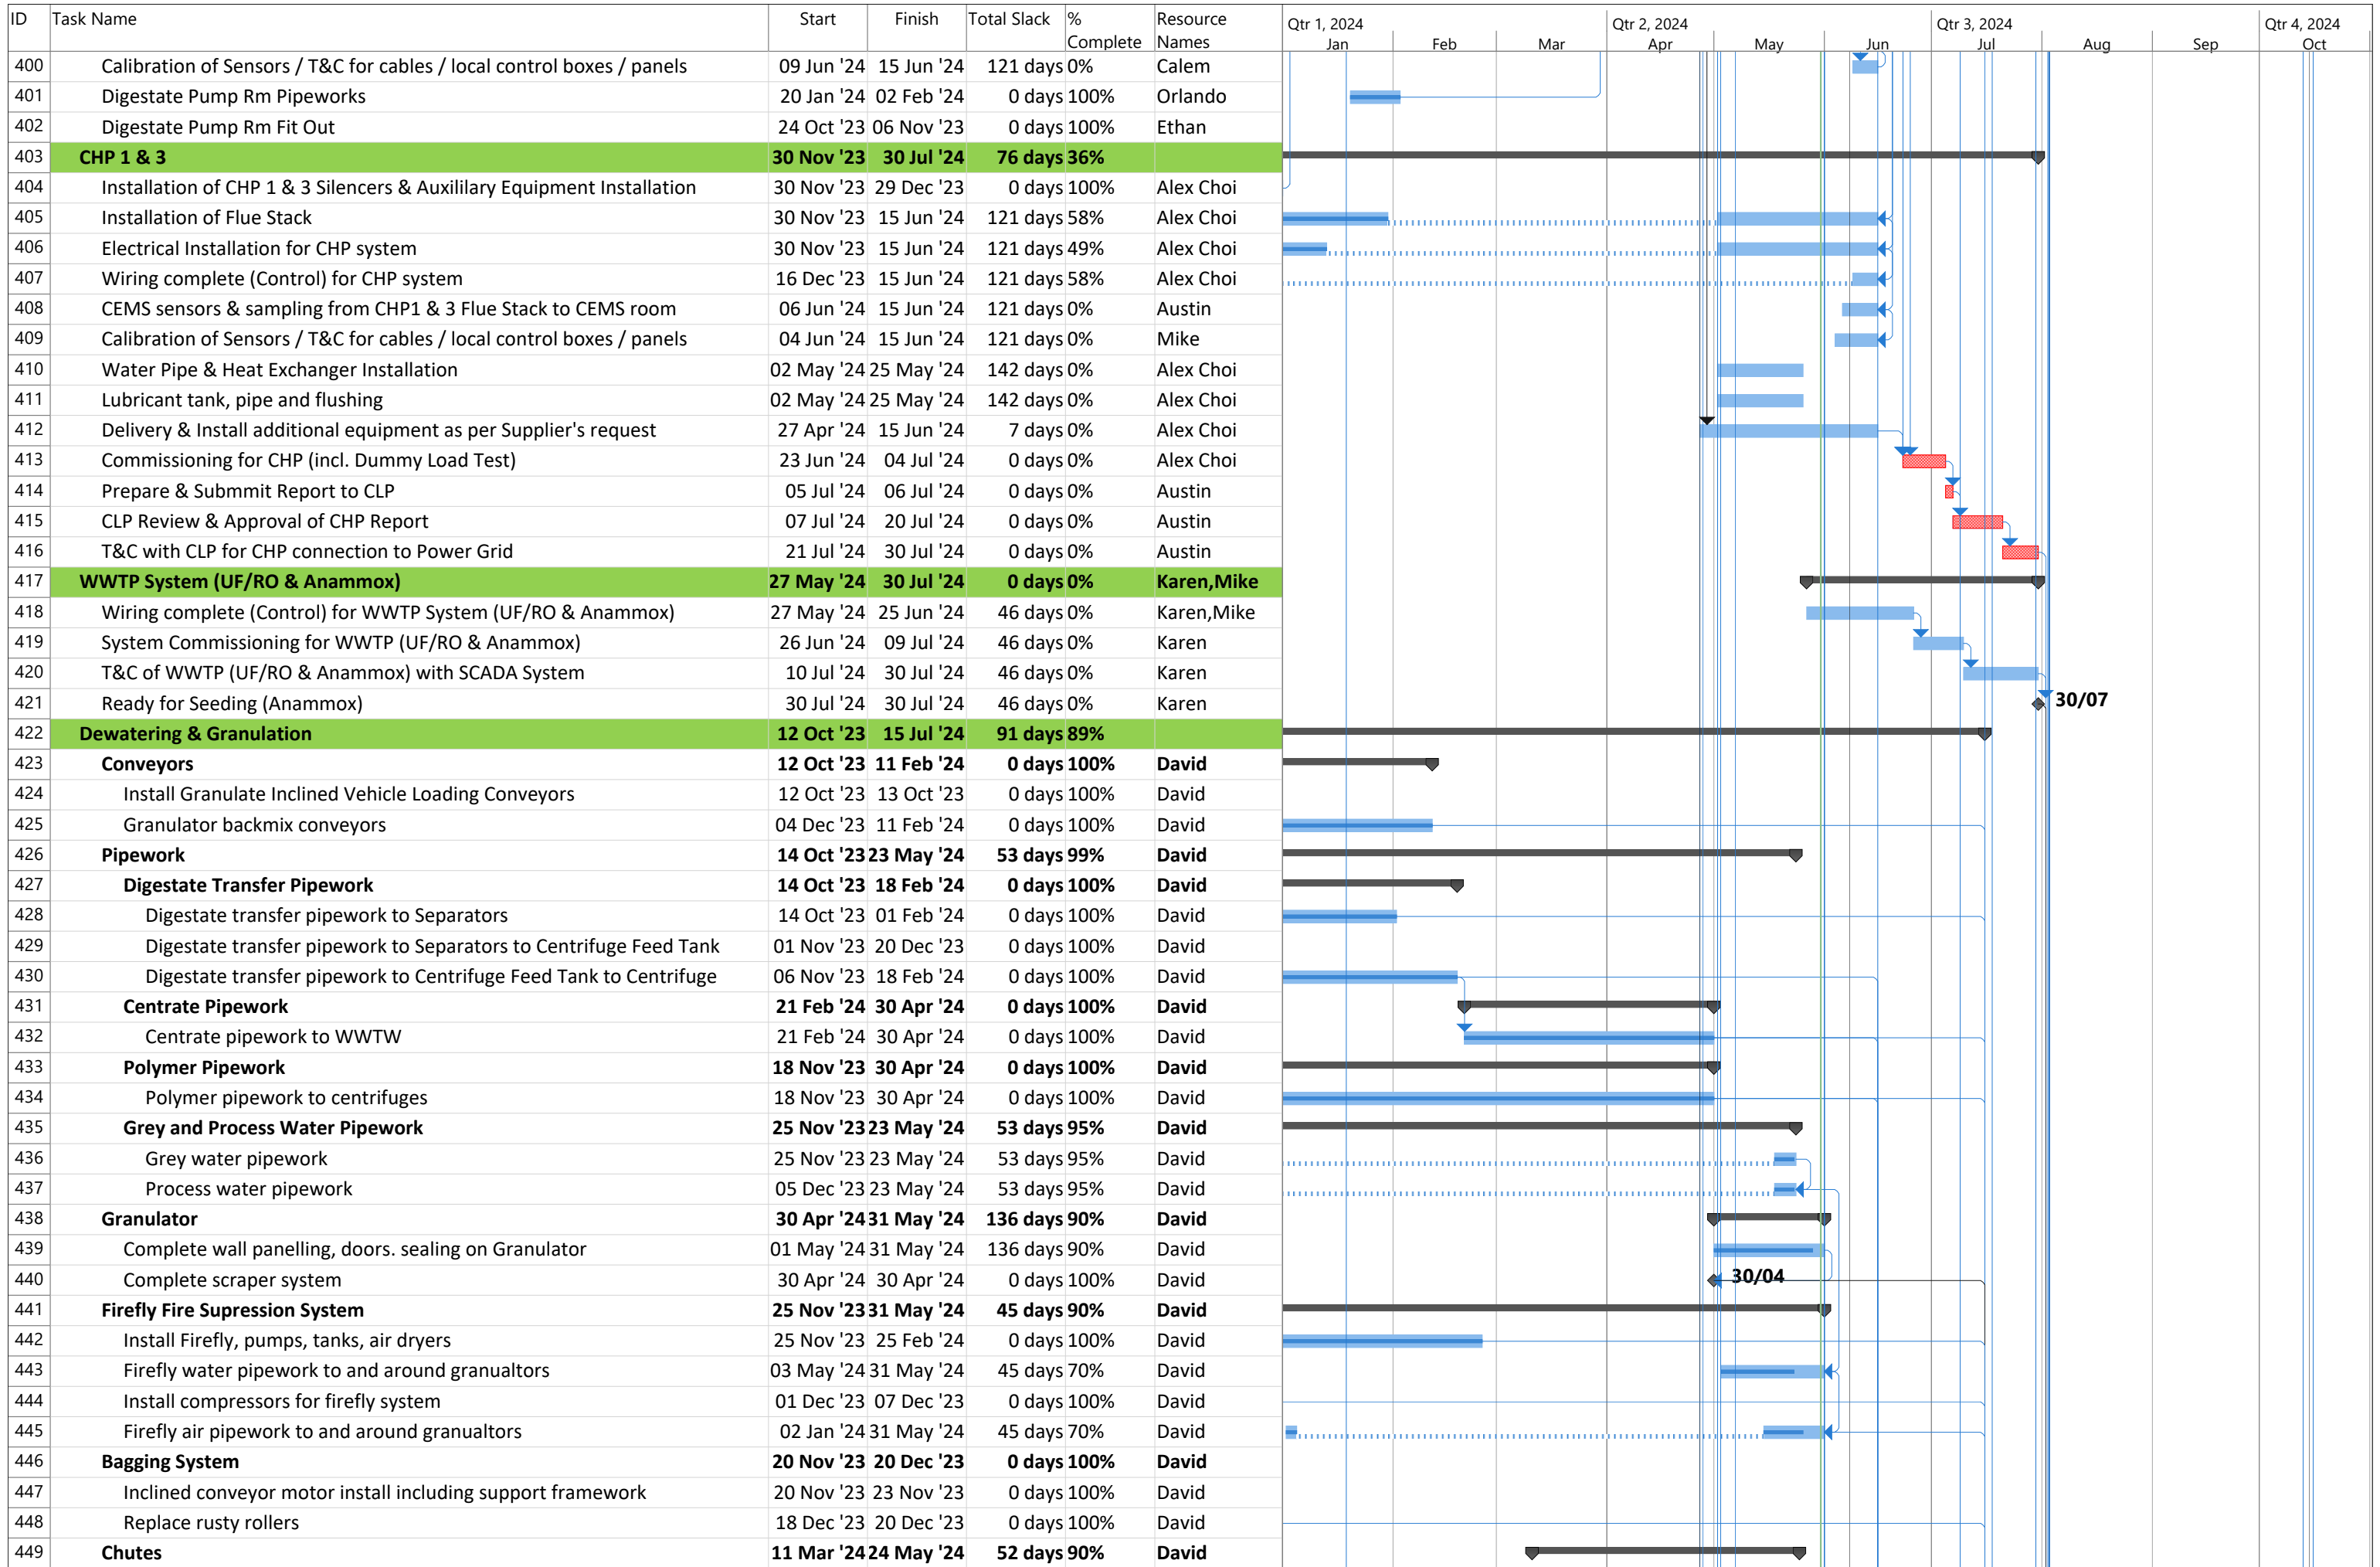 ID Task Name Start Finish Total Slack % Complete Resource Names Qtr 1, 2024 Qtr 2, 2024 Qtr 3, 2024 Qtr 4, 2024
Jan Feb Mar Apr May Jun Jul Aug Sep Oct
400 Calibration of Sensors / T&C for cables / local control boxes / panels 09 Jun '24 15 Jun '24 121 days 0% Calem
401 Digestate Pump Rm Pipeworks 20 Jan '24 02 Feb '24 0 days 100% Orlando
402 Digestate Pump Rm Fit Out 24 Oct '23 06 Nov '23 0 days 100% Ethan
403 CHP 1 & 3 30 Nov '23 30 Jul '24 76 days 36%
404 Installation of CHP 1 & 3 Silencers & Auxililary Equipment Installation 30 Nov '23 29 Dec '23 0 days 100% Alex Choi
405 Installation of Flue Stack 30 Nov '23 15 Jun '24 121 days 58% Alex Choi
406 Electrical Installation for CHP system 30 Nov '23 15 Jun '24 121 days 49% Alex Choi
407 Wiring complete (Control) for CHP system 16 Dec '23 15 Jun '24 121 days 58% Alex Choi
408 CEMS sensors & sampling from CHP1 & 3 Flue Stack to CEMS room 06 Jun '24 15 Jun '24 121 days 0% Austin
409 Calibration of Sensors / T&C for cables / local control boxes / panels 04 Jun '24 15 Jun '24 121 days 0% Mike
410 Water Pipe & Heat Exchanger Installation 02 May '24 25 May '24 142 days 0% Alex Choi
411 Lubricant tank, pipe and flushing 02 May '24 25 May '24 142 days 0% Alex Choi
412 Delivery & Install additional equipment as per Supplier's request 27 Apr '24 15 Jun '24 7 days 0% Alex Choi
413 Commissioning for CHP (incl. Dummy Load Test) 23 Jun '24 04 Jul '24 0 days 0% Alex Choi
414 Prepare & Submmit Report to CLP 05 Jul '24 06 Jul '24 0 days 0% Austin
415 CLP Review & Approval of CHP Report 07 Jul '24 20 Jul '24 0 days 0% Austin
416 T&C with CLP for CHP connection to Power Grid 21 Jul '24 30 Jul '24 0 days 0% Austin
417 WWTP System (UF/RO & Anammox) 27 May '24 30 Jul '24 0 days 0% Karen,Mike
418 Wiring complete (Control) for WWTP System (UF/RO & Anammox) 27 May '24 25 Jun '24 46 days 0% Karen,Mike
419 System Commissioning for WWTP (UF/RO & Anammox) 26 Jun '24 09 Jul '24 46 days 0% Karen
420 T&C of WWTP (UF/RO & Anammox) with SCADA System 10 Jul '24 30 Jul '24 46 days 0% Karen
421 Ready for Seeding (Anammox) 30 Jul '24 30 Jul '24 46 days 0% Karen 30/07
422 Dewatering & Granulation 12 Oct '23 15 Jul '24 91 days 89%
423 Conveyors 12 Oct '23 11 Feb '24 0 days 100% David
424 Install Granulate Inclined Vehicle Loading Conveyors 12 Oct '23 13 Oct '23 0 days 100% David
425 Granulator backmix conveyors 04 Dec '23 11 Feb '24 0 days 100% David
426 Pipework 14 Oct '23 23 May '24 53 days 99% David
427 Digestate Transfer Pipework 14 Oct '23 18 Feb '24 0 days 100% David
428 Digestate transfer pipework to Separators 14 Oct '23 01 Feb '24 0 days 100% David
429 Digestate transfer pipework to Separators to Centrifuge Feed Tank 01 Nov '23 20 Dec '23 0 days 100% David
430 Digestate transfer pipework to Centrifuge Feed Tank to Centrifuge 06 Nov '23 18 Feb '24 0 days 100% David
431 Centrate Pipework 21 Feb '24 30 Apr '24 0 days 100% David
432 Centrate pipework to WWTW 21 Feb '24 30 Apr '24 0 days 100% David
433 Polymer Pipework 18 Nov '23 30 Apr '24 0 days 100% David
434 Polymer pipework to centrifuges 18 Nov '23 30 Apr '24 0 days 100% David
435 Grey and Process Water Pipework 25 Nov '23 23 May '24 53 days 95% David
436 Grey water pipework 25 Nov '23 23 May '24 53 days 95% David
437 Process water pipework 05 Dec '23 23 May '24 53 days 95% David
438 Granulator 30 Apr '24 31 May '24 136 days 90% David
439 Complete wall panelling, doors. sealing on Granulator 01 May '24 31 May '24 136 days 90% David
440 Complete scraper system 30 Apr '24 30 Apr '24 0 days 100% David 30/04
441 Firefly Fire Supression System 25 Nov '23 31 May '24 45 days 90% David
442 Install Firefly, pumps, tanks, air dryers 25 Nov '23 25 Feb '24 0 days 100% David
443 Firefly water pipework to and around granualtors 03 May '24 31 May '24 45 days 70% David
444 Install compressors for firefly system 01 Dec '23 07 Dec '23 0 days 100% David
445 Firefly air pipework to and around granualtors 02 Jan '24 31 May '24 45 days 70% David
446 Bagging System 20 Nov '23 20 Dec '23 0 days 100% David
447 Inclined conveyor motor install including support framework 20 Nov '23 23 Nov '23 0 days 100% David
448 Replace rusty rollers 18 Dec '23 20 Dec '23 0 days 100% David
449 Chutes 11 Mar '24 24 May '24 52 days 90% David